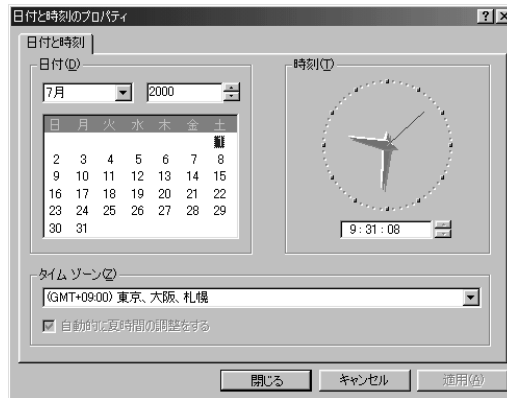 日付と時刻のプロパティ
日付と時刻
日付(D)
7月
2000
日 月 火 水 木 金 土
1
2 3 4 5 6 7 8
9 10 11 12 13 14 15
16 17 18 19 20 21 22
23 24 25 26 27 28 29
30 31
時刻(T)
9:31:08
タイム ゾーン(Z)
(GMT+09:00) 東京、大阪、札幌
自動的に夏時間の調整をする
閉じる
キャンセル
適用(A)